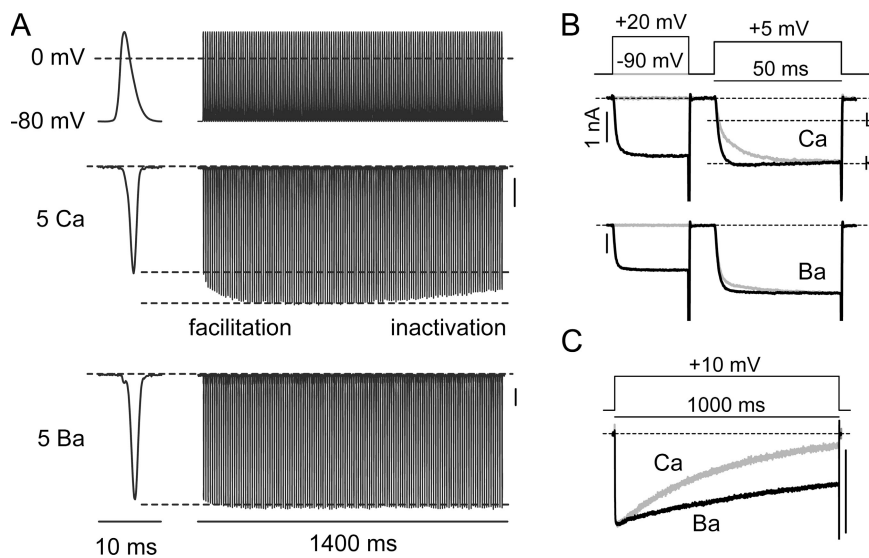 A
0 mV
-80 mV
5 Ca
facilitation
inactivation
5 Ba
10 ms
1400 ms
B
+20 mV
+5 mV
-90 mV
50 ms
1 nA
Ca
Ba
C
+10 mV
1000 ms
Ca
Ba